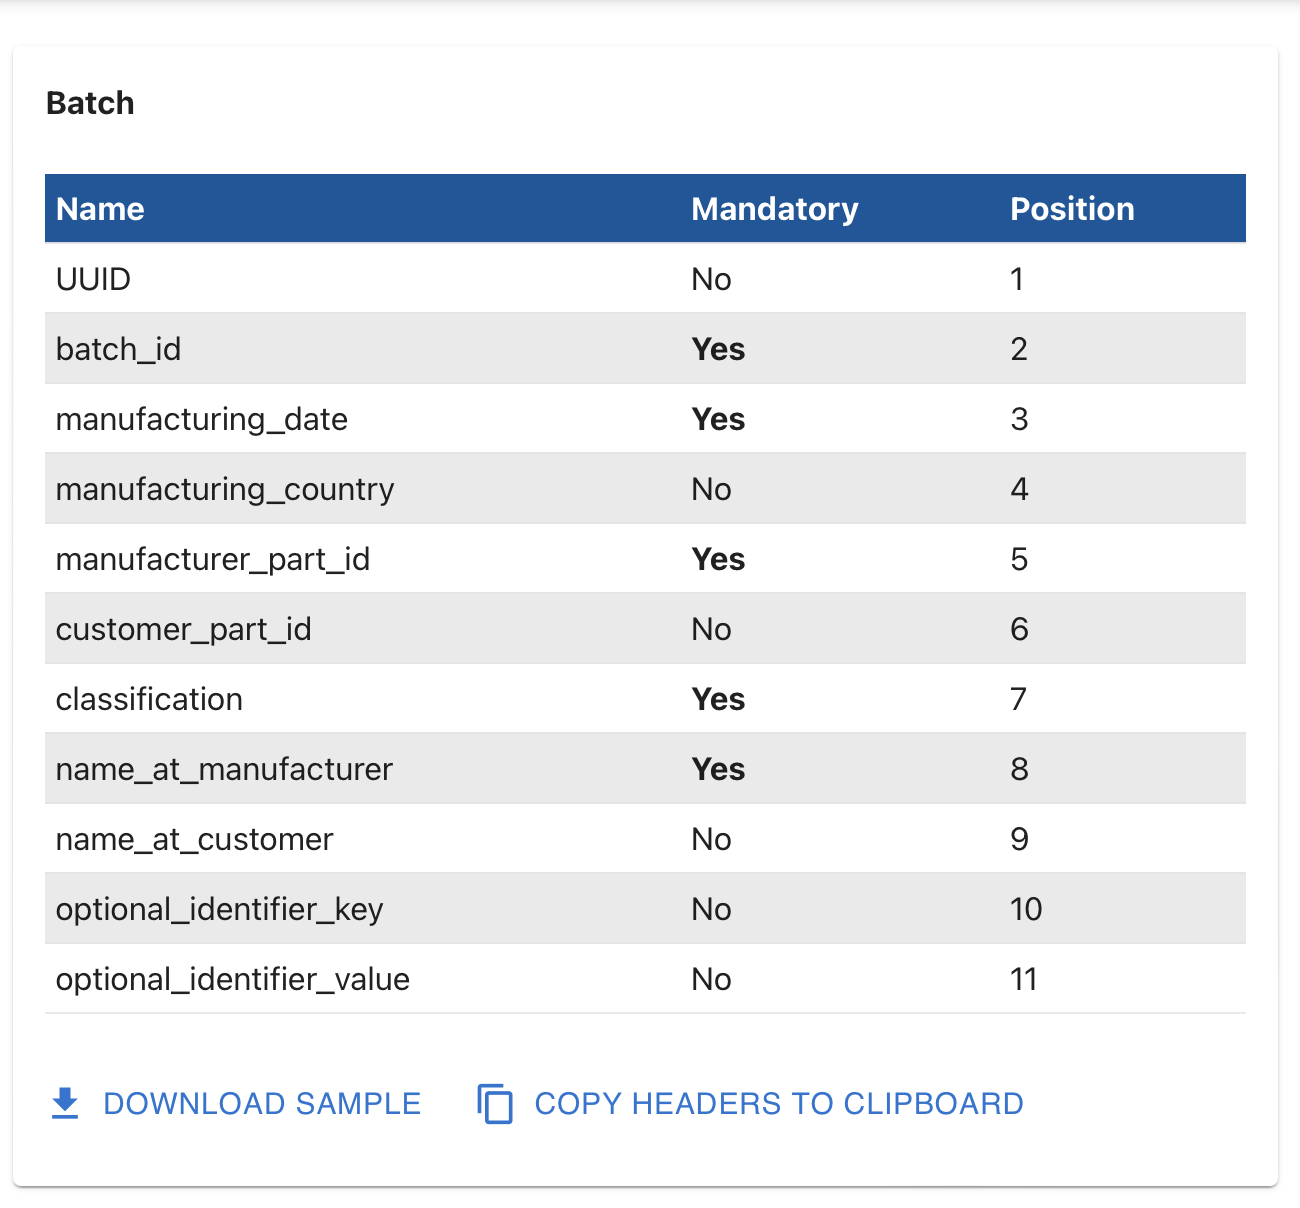 Batch
Name Mandatory Position
UUID No 1
batch_id Yes 2
manufacturing_date Yes 3
manufacturing_country No 4
manufacturer_part_id Yes 5
customer_part_id No 6
classification Yes 7
name_at_manufacturer Yes 8
name_at_customer No 9
optional_identifier_key No 10
optional_identifier_value No 11
DOWNLOAD SAMPLE COPY HEADERS TO CLIPBOARD